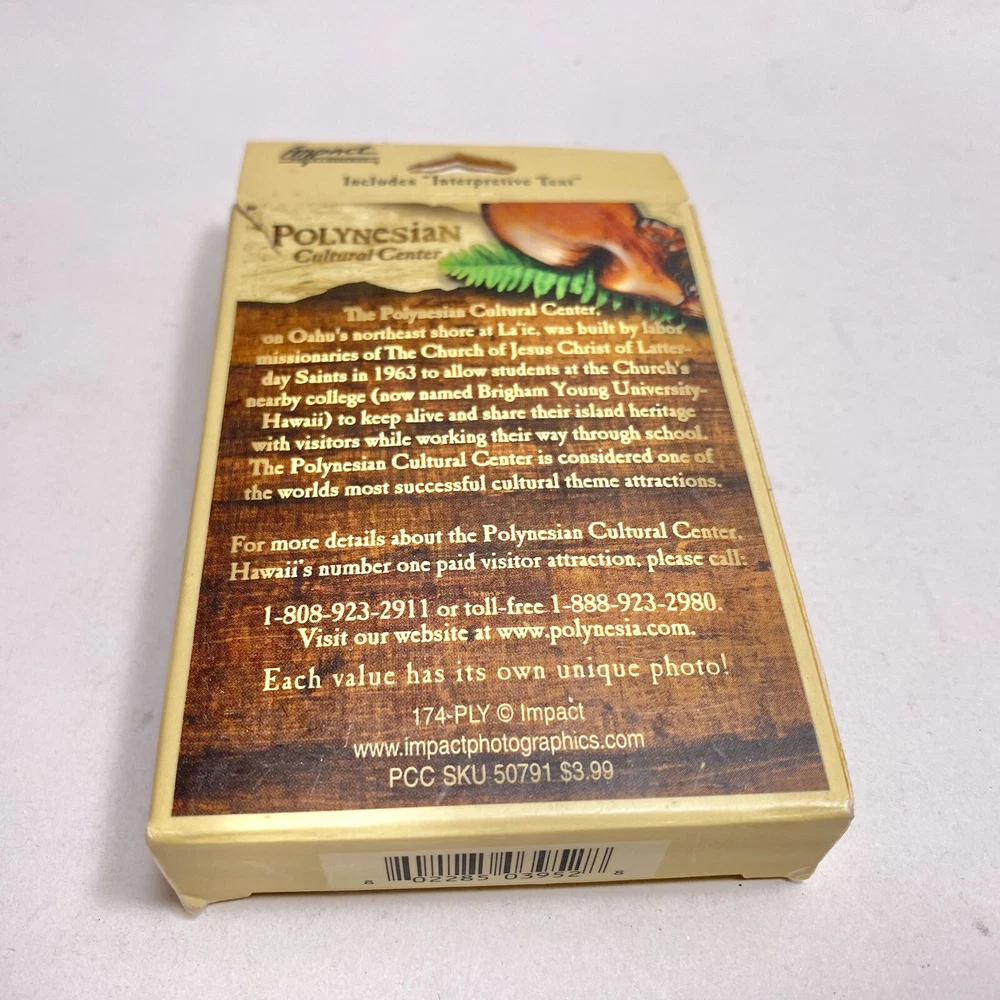 Impact
Includes "Interpretive Text"
POLYNESIAN
Cultural Center
The Polynesian Cultural Center,
on Oahu's northeast shore at La'ie, was built by labor
missionaries of The Church of Jesus Christ of Latter-
day Saints in 1963 to allow students at the Church's
nearby college (now named Brigham Young University-
Hawaii) to keep alive and share their island heritage
with visitors while working their way through school.
The Polynesian Cultural Center is considered one of
the worlds most successful cultural theme attractions.
For more details about the Polynesian Cultural Center,
Hawaii's number one paid visitor attraction, please call:
1-808-923-2911 or toll-free 1-888-923-2980.
Visit our website at www.polynesia.com.
Each value has its own unique photo!
174-PLY © Impact
www.impactphotographics.com
PCC SKU 50791 $3.99
8 02285 03952 8